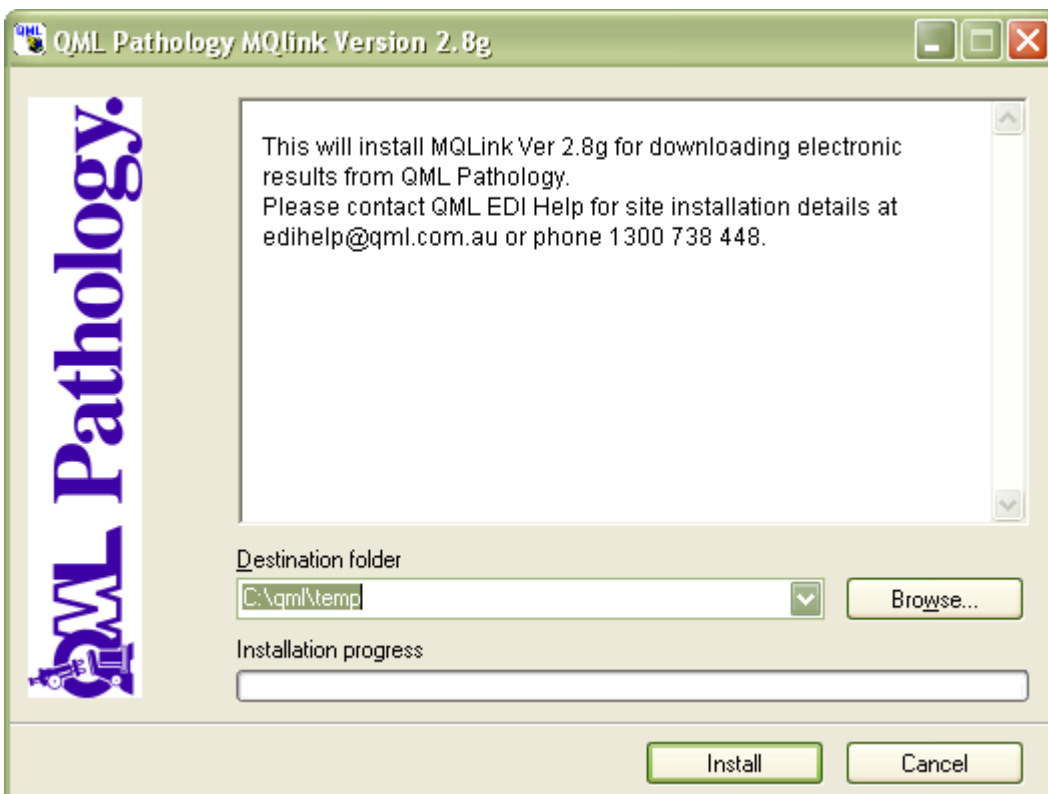 QML
QML Pathology MQlink Version 2.8g
QML Pathology.
This will install MQLink Ver 2.8g for downloading electronic
results from QML Pathology.
Please contact QML EDI Help for site installation details at
edihelp@qml.com.au or phone 1300 738 448.
Destination folder
C:\qml\temp
Browse...
Installation progress
Install
Cancel